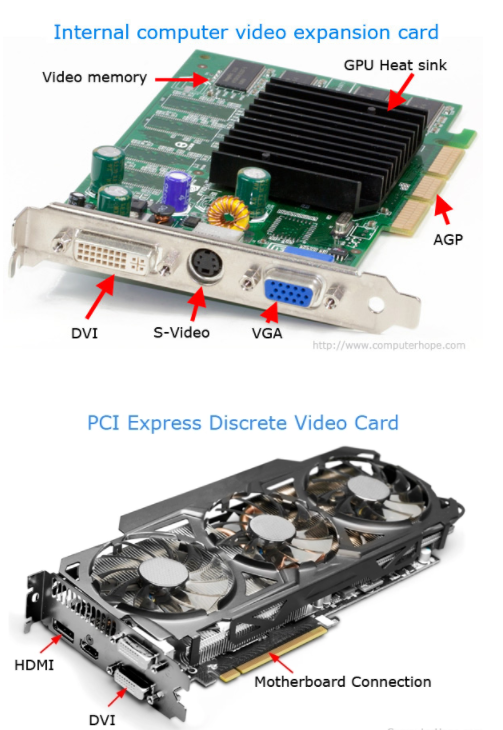 Internal computer video expansion card
Video memory
GPU Heat sink
AGP
DVI
S-Video
VGA
http://www.computerhope.com
PCI Express Discrete Video Card
HDMI
Motherboard Connection
DVI